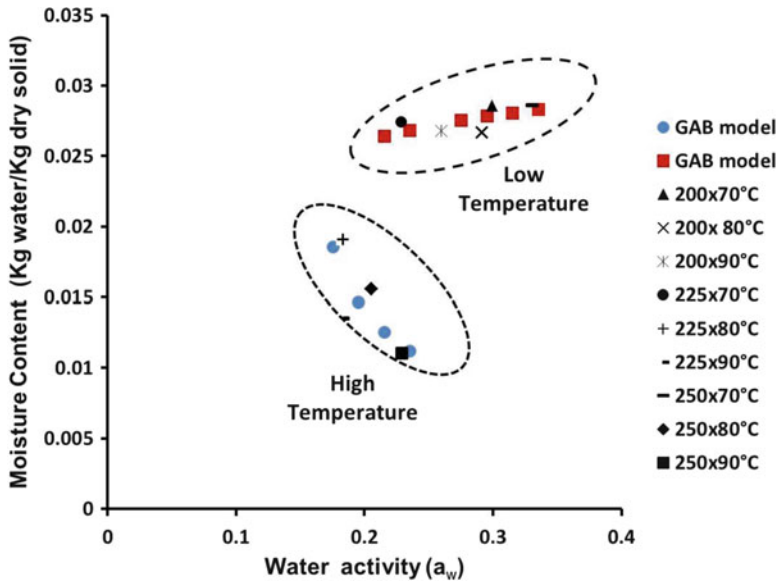 Moisture Content (Kg water/Kg dry solid)
0.035
0.03
0.025
0.02
0.015
0.01
0.005
0
0
0.1
0.2
0.3
0.4
Water activity (a_w)
Low
Temperature
High
Temperature
GAB model
GAB model
200x70°C
200x 80°C
200x90°C
225x70°C
225x80°C
225x90°C
250x70°C
250x80°C
250x90°C